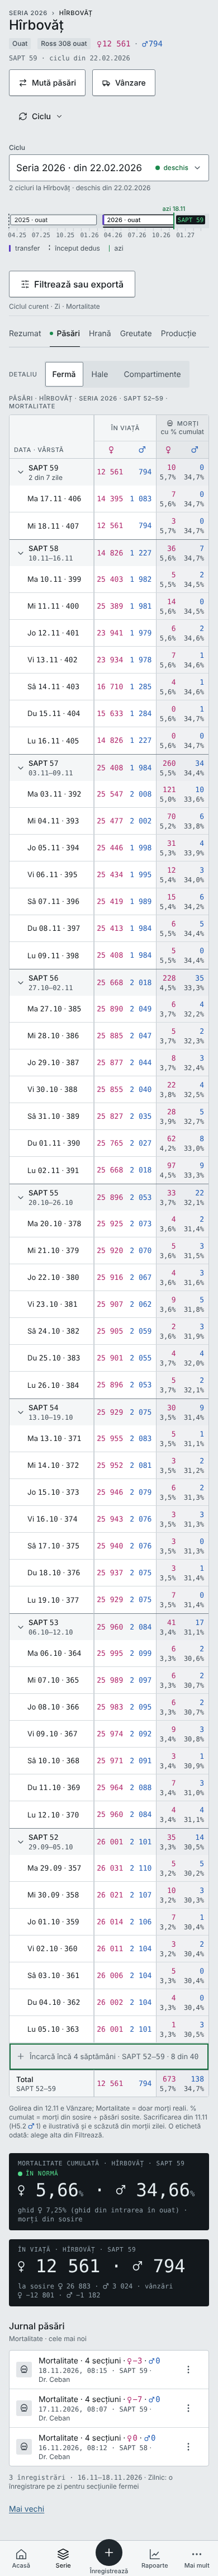 SERIA 2026 › HÎRBOVĂȚ
Hîrbovăț
Ouat Ross 308 ouat ♀12 561 · ♂794
SAPT 59 · ciclu din 22.02.2026
Mută păsări Vânzare
Ciclu
Ciclu
Seria 2026 · din 22.02.2026 deschis
2 cicluri la Hîrbovăț · deschis din 22.02.2026
azi 18.11
2025 · ouat 2026 · ouat SAPT 59
04.25 07.25 10.25 01.26 04.26 07.26 10.26 01.27
transfer început dedus azi
Filtrează sau exportă
Ciclul curent · Zi · Mortalitate
Rezumat Păsări Hrană Greutate Producție
DETALIU Fermă Hale Compartimente
PĂSĂRI · HÎRBOVĂȚ · SERIA 2026 · SAPT 52–59 ·
MORTALITATE
ÎN VIAȚĂ MORȚI
cu % cumulat
DATA · VÂRSTĂ ♀ ♂ ♀ ♂
SAPT 59 12 561 794 10 0
2 din 7 zile 5,7% 34,7%
Ma 17.11 · 406 14 395 1 083 7 0
5,6% 34,7%
Mi 18.11 · 407 12 561 794 3 0
5,7% 34,7%
SAPT 58 14 826 1 227 36 7
10.11–16.11 5,6% 34,7%
Ma 10.11 · 399 25 403 1 982 5 2
5,5% 34,5%
Mi 11.11 · 400 25 389 1 981 14 0
5,6% 34,5%
Jo 12.11 · 401 23 941 1 979 6 2
5,6% 34,6%
Vi 13.11 · 402 23 934 1 978 7 1
5,6% 34,6%
Sâ 14.11 · 403 16 710 1 285 4 1
5,6% 34,6%
Du 15.11 · 404 15 633 1 284 0 1
5,6% 34,7%
Lu 16.11 · 405 14 826 1 227 0 0
5,6% 34,7%
SAPT 57 25 408 1 984 260 34
03.11–09.11 5,5% 34,4%
Ma 03.11 · 392 25 547 2 008 121 10
5,0% 33,6%
Mi 04.11 · 393 25 477 2 002 70 6
5,2% 33,8%
Jo 05.11 · 394 25 446 1 998 31 4
5,3% 33,9%
Vi 06.11 · 395 25 434 1 995 12 3
5,4% 34,0%
Sâ 07.11 · 396 25 419 1 989 15 6
5,4% 34,2%
Du 08.11 · 397 25 413 1 984 6 5
5,5% 34,4%
Lu 09.11 · 398 25 408 1 984 5 0
5,5% 34,4%
SAPT 56 25 668 2 018 228 35
27.10–02.11 4,5% 33,3%
Ma 27.10 · 385 25 890 2 049 6 4
3,7% 32,2%
Mi 28.10 · 386 25 885 2 047 5 2
3,7% 32,3%
Jo 29.10 · 387 25 877 2 044 8 3
3,7% 32,4%
Vi 30.10 · 388 25 855 2 040 22 4
3,8% 32,5%
Sâ 31.10 · 389 25 827 2 035 28 5
3,9% 32,7%
Du 01.11 · 390 25 765 2 027 62 8
4,2% 33,0%
Lu 02.11 · 391 25 668 2 018 97 9
4,5% 33,3%
SAPT 55 25 896 2 053 33 22
20.10–26.10 3,7% 32,1%
Ma 20.10 · 378 25 925 2 073 4 2
3,6% 31,4%
Mi 21.10 · 379 25 920 2 070 5 3
3,6% 31,5%
Jo 22.10 · 380 25 916 2 067 4 3
3,6% 31,6%
Vi 23.10 · 381 25 907 2 062 9 5
3,6% 31,8%
Sâ 24.10 · 382 25 905 2 059 2 3
3,6% 31,9%
Du 25.10 · 383 25 901 2 055 4 4
3,7% 32,0%
Lu 26.10 · 384 25 896 2 053 5 2
3,7% 32,1%
SAPT 54 25 929 2 075 30 9
13.10–19.10 3,5% 31,4%
Ma 13.10 · 371 25 955 2 083 5 1
3,5% 31,1%
Mi 14.10 · 372 25 952 2 081 3 2
3,5% 31,2%
Jo 15.10 · 373 25 946 2 079 6 2
3,5% 31,3%
Vi 16.10 · 374 25 943 2 076 3 3
3,5% 31,3%
Sâ 17.10 · 375 25 940 2 076 3 0
3,5% 31,3%
Du 18.10 · 376 25 937 2 075 3 1
3,5% 31,4%
Lu 19.10 · 377 25 929 2 075 7 0
3,5% 31,4%
SAPT 53 25 960 2 084 41 17
06.10–12.10 3,4% 31,1%
Ma 06.10 · 364 25 995 2 099 6 2
3,3% 30,6%
Mi 07.10 · 365 25 989 2 097 6 2
3,3% 30,7%
Jo 08.10 · 366 25 983 2 095 6 2
3,3% 30,7%
Vi 09.10 · 367 25 974 2 092 9 3
3,4% 30,8%
Sâ 10.10 · 368 25 971 2 091 3 1
3,4% 30,9%
Du 11.10 · 369 25 964 2 088 7 3
3,4% 31,0%
Lu 12.10 · 370 25 960 2 084 4 4
3,4% 31,1%
SAPT 52 26 001 2 101 35 14
29.09–05.10 3,3% 30,5%
Ma 29.09 · 357 26 031 2 110 5 5
3,2% 30,2%
Mi 30.09 · 358 26 021 2 107 10 3
3,2% 30,3%
Jo 01.10 · 359 26 014 2 106 7 1
3,2% 30,4%
Vi 02.10 · 360 26 011 2 104 3 2
3,2% 30,4%
Sâ 03.10 · 361 26 006 2 104 5 0
3,3% 30,4%
Du 04.10 · 362 26 002 2 104 4 0
3,3% 30,4%
Lu 05.10 · 363 26 001 2 101 1 3
3,3% 30,5%
Încarcă încă 4 săptămâni · SAPT 52–59 · 8 din 40
Total 12 561 794 673 138
SAPT 52–59 5,7% 34,7%
Golirea din 12.11 e Vânzare; Mortalitate = doar morți reali. %
cumulat = morți din sosire ÷ păsări sosite. Sacrificarea din 11.11
(H5.2 ♂ 1) e ilustrativă și e scăzută din morții zilei. O etichetă
odată: alege alta din Filtrează.
MORTALITATE CUMULATĂ · HÎRBOVĂȚ · SAPT 59
ÎN NORMĂ
♀ 5,66% · ♂ 34,66%
ghid ♀ 7,25% (ghid din intrarea în ouat) ·
morți din sosire
ÎN VIAȚĂ · HÎRBOVĂȚ · SAPT 59
♀ 12 561 · ♂ 794
la sosire ♀ 26 883 · ♂ 3 024 · vânzări
♀ −12 801 · ♂ −1 182
Jurnal păsări
Mortalitate · cele mai noi
Mortalitate · 4 secțiuni · ♀−3 · ♂0
18.11.2026, 08:15 · SAPT 59 ·
Dr. Ceban
Mortalitate · 4 secțiuni · ♀−7 · ♂0
17.11.2026, 08:07 · SAPT 59 ·
Dr. Ceban
Mortalitate · 4 secțiuni · ♀0 · ♂0
16.11.2026, 08:12 · SAPT 58 ·
Dr. Ceban
3 înregistrări · 16.11–18.11.2026 · Zilnic: o
înregistrare pe zi pentru secțiunile fermei
Mai vechi
Acasă Serie Înregistrează Rapoarte Mai mult